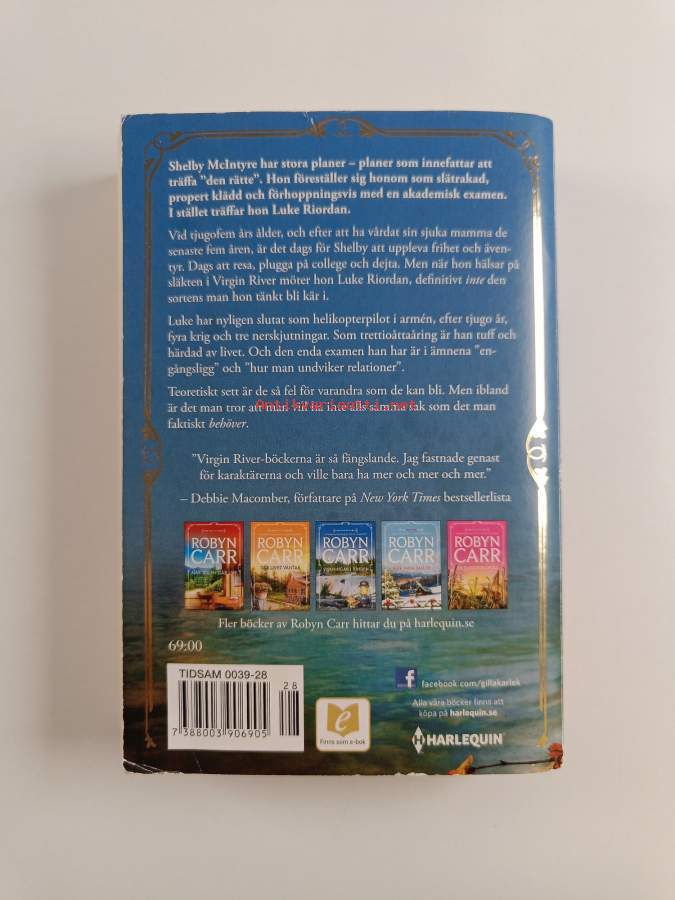 Shelby McIntyre har stora planer – planer som innefattar att
träffa "den rätte". Hon föreställer sig honom som slätrakad,
propert klädd och förhoppningsvis med en akademisk examen.
I stället träffar hon Luke Riordan.
Vid tjugofem års ålder, och efter att ha vårdat sin sjuka mamma de
senaste fem åren, är det dags för Shelby att uppleva frihet och även-
tyr. Dags att resa, plugga på college och dejta. Men när hon hälsar på
släkten i Virgin River möter hon Luke Riordan, definitivt inte den
sortens man hon tänkt bli kär i.
Luke har nyligen slutat som helikopterpilot i armén, efter tjugo år,
fyra krig och tre nerskjutningar. Som trettioåttaåring är han tuff och
härdad av livet. Och den enda examen han har är i ämnena "en-
gångsligg" och "hur man undviker relationer".
Teoretiskt sett är de så fel för varandra som de kan bli. Men ibland
är det man tror att man vill ha inte alls samma sak som det man
Antikvariaatti.net
faktiskt behöver.
"Virgin River-böckerna är så fängslande. Jag fastnade genast
för karaktärerna och ville bara ha mer och mer och mer."
– Debbie Macomber, författare på New York Times bestsellerlista
ROBYN CARR
ROBYN CARR
ROBYN CARR
ROBYN CARR
ROBYN CARR
Fler böcker av Robyn Carr hittar du på harlequin.se
69:00
TIDSAM 0039-28
28
7388003906905
Finns som e-bok
facebook.com/gillakarlek
Alla våra böcker finns att
köpa på harlequin.se
HARLEQUIN